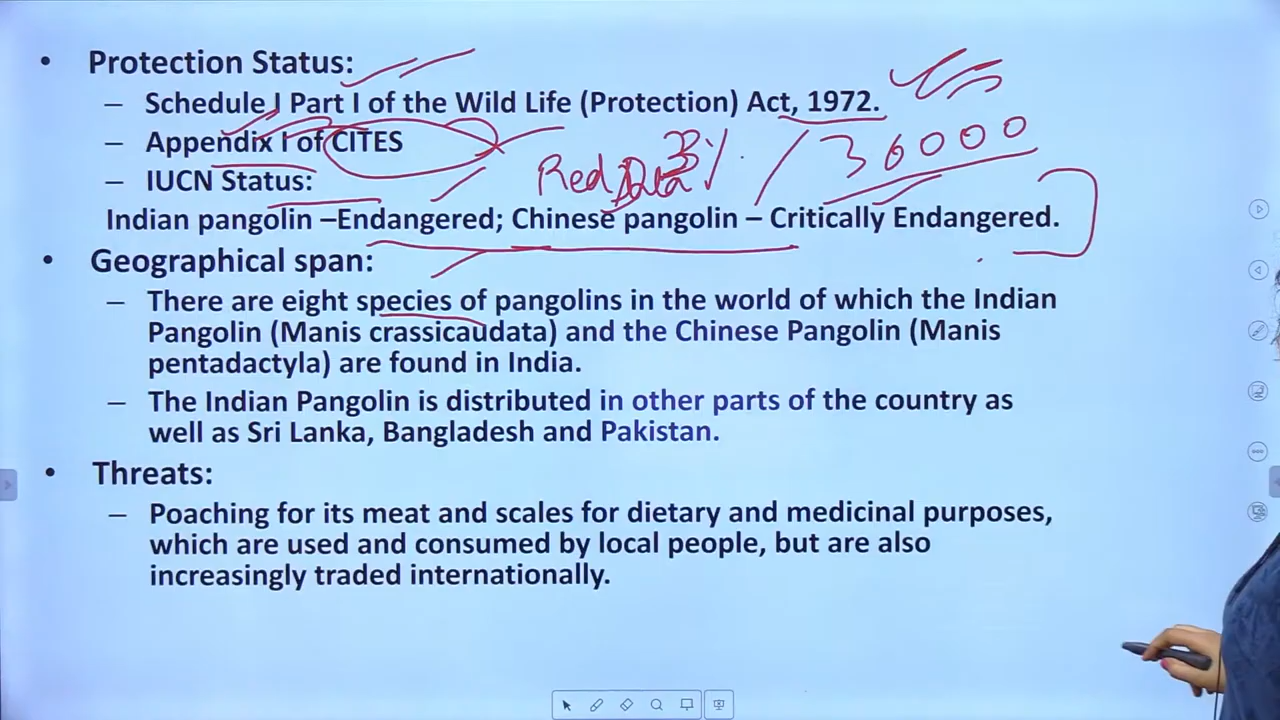 • Protection Status:
– Schedule I Part I of the Wild Life (Protection) Act, 1972.
– Appendix I of CITES
Red Data 33% / 36000
– IUCN Status:
Indian pangolin –Endangered; Chinese pangolin – Critically Endangered.
• Geographical span:
– There are eight species of pangolins in the world of which the Indian
Pangolin (Manis crassicaudata) and the Chinese Pangolin (Manis
pentadactyla) are found in India.
– The Indian Pangolin is distributed in other parts of the country as
well as Sri Lanka, Bangladesh and Pakistan.
• Threats:
– Poaching for its meat and scales for dietary and medicinal purposes,
which are used and consumed by local people, but are also
increasingly traded internationally.